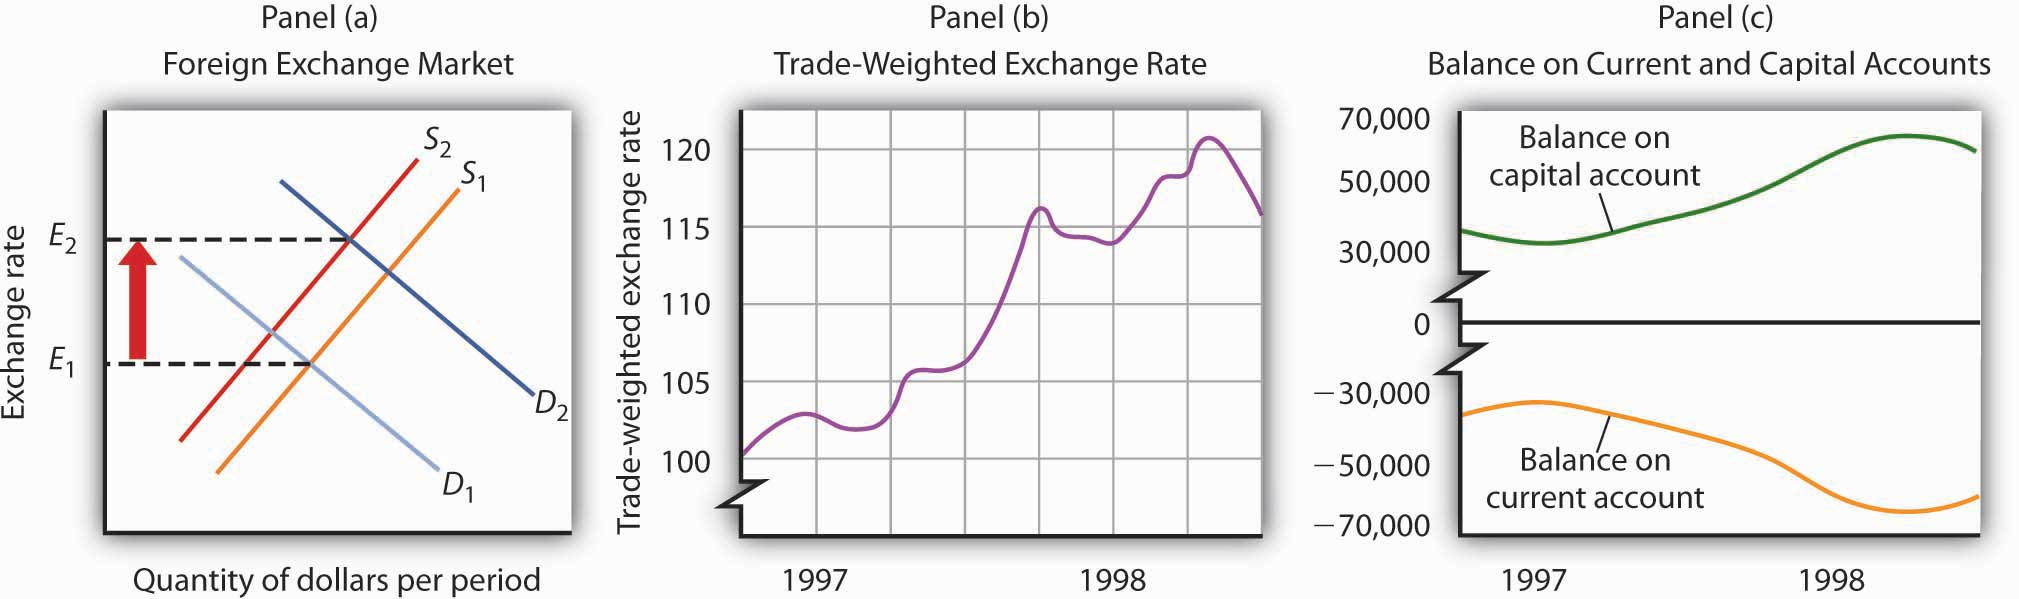 Panel (a)
Foreign Exchange Market
Exchange rate
E2
E1
S2
S1
D2
D1
Quantity of dollars per period
Panel (b)
Trade-Weighted Exchange Rate
Trade-weighted exchange rate
120
115
110
105
100
1997
1998
Panel (c)
Balance on Current and Capital Accounts
70,000
50,000
30,000
0
−30,000
−50,000
−70,000
Balance on
capital account
Balance on
current account
1997
1998